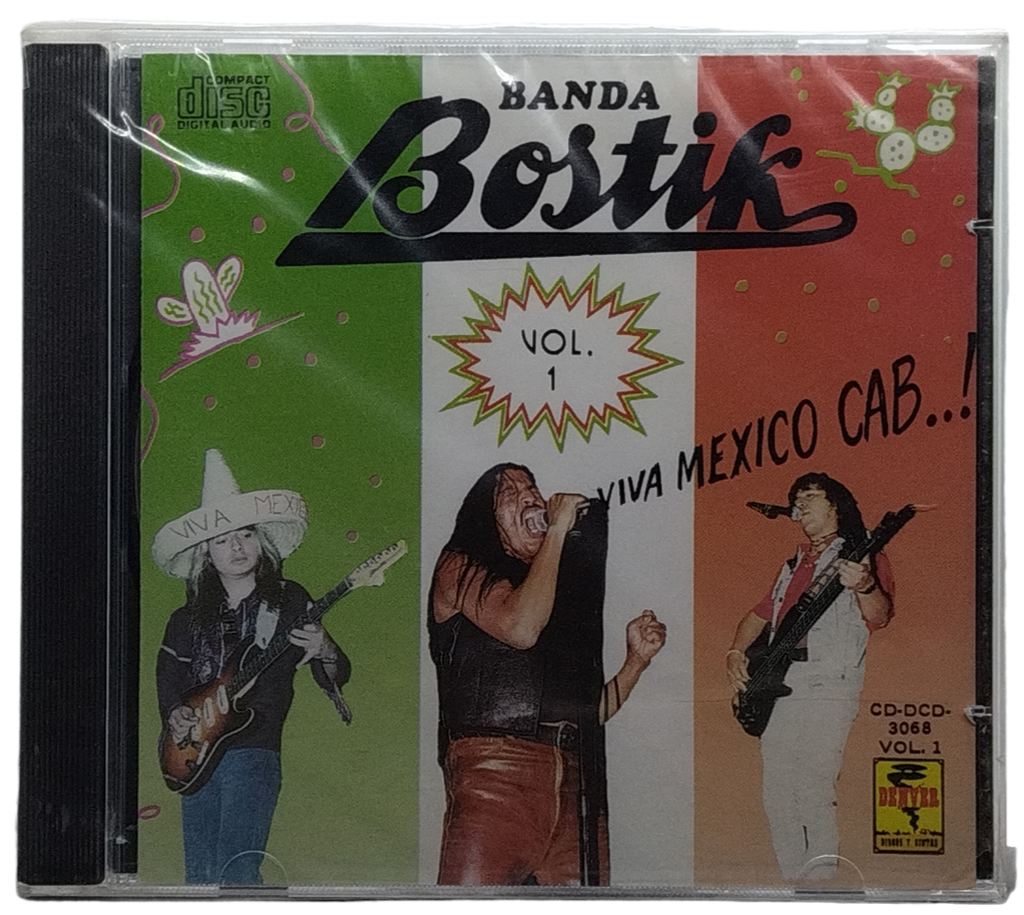 COMPACT
disc
DIGITAL AUDIO
BANDA
Bostik
VOL.
1
VIVA MEXICO CAB..!
VIVA MEXIC
CD-DCD-
3068
VOL. 1
DENVER
DISCOS Y CINTAS